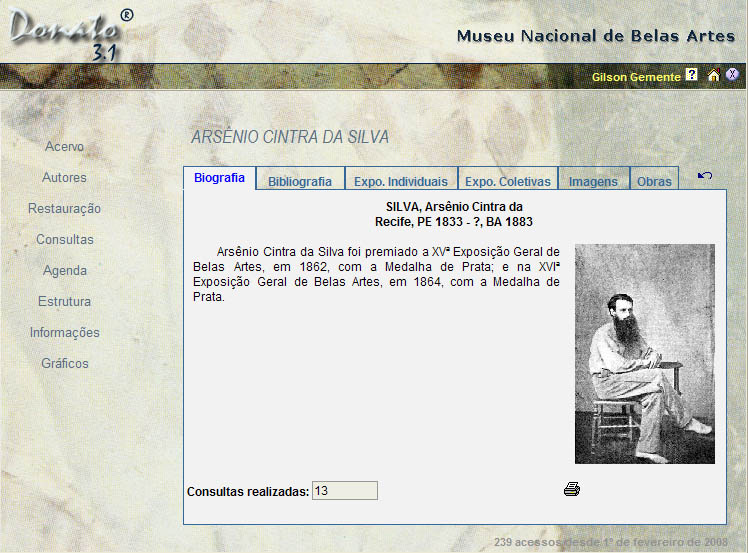 Donato®
3.1
Museu Nacional de Belas Artes
Gilson Gemente ? X
ARSÊNIO CINTRA DA SILVA
Acervo
Autores
Restauração
Consultas
Agenda
Estrutura
Informações
Gráficos
Biografia Bibliografia Expo. Individuais Expo. Coletivas Imagens Obras
SILVA, Arsênio Cintra da
Recife, PE 1833 - ?, BA 1883
Arsênio Cintra da Silva foi premiado a XVª Exposição Geral de
Belas Artes, em 1862, com a Medalha de Prata; e na XVIª
Exposição Geral de Belas Artes, em 1864, com a Medalha de
Prata.
Consultas realizadas: 13
239 acessos desde 1º de fevereiro de 2008